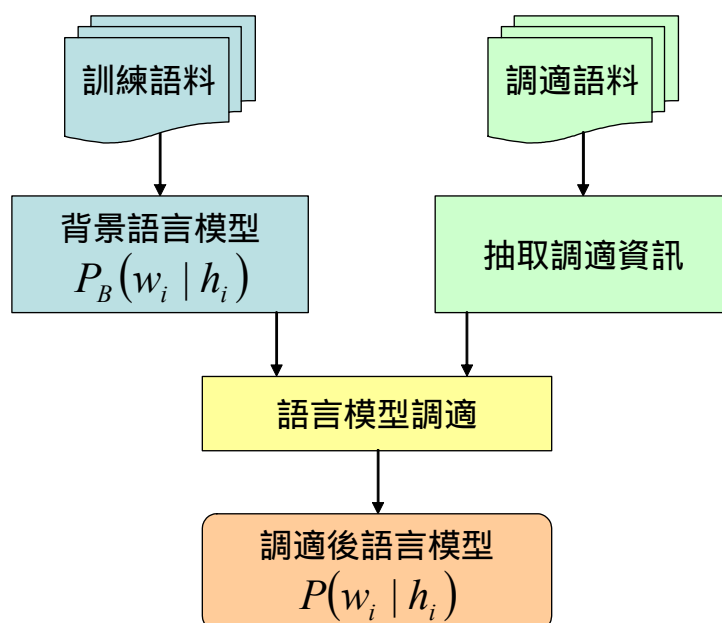 訓練語料
調適語料
背景語言模型
P_B(w_i | h_i)
抽取調適資訊
語言模型調適
調適後語言模型
P(w_i | h_i)